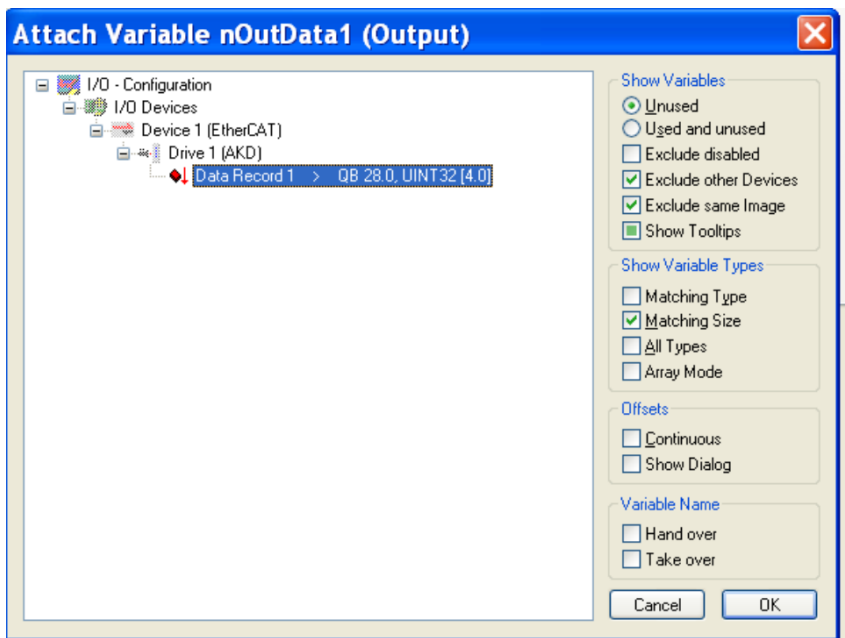 Attach Variable nOutData1 (Output)
I/O - Configuration
I/O Devices
Device 1 (EtherCAT)
Drive 1 (AKD)
Data Record 1 > QB 28.0, UINT32 [4.0]
Show Variables
Unused
Used and unused
Exclude disabled
Exclude other Devices
Exclude same Image
Show Tooltips
Show Variable Types
Matching Type
Matching Size
All Types
Array Mode
Offsets
Continuous
Show Dialog
Variable Name
Hand over
Take over
Cancel
OK